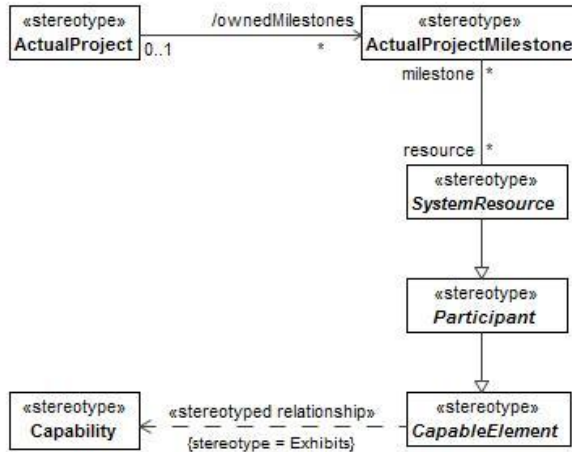 «stereotype»
ActualProject
/ownedMilestones
0..1
*
«stereotype»
ActualProjectMilestone
milestone *
resource *
«stereotype»
SystemResource
«stereotype»
Participant
«stereotype»
Capability
«stereotyped relationship»
{stereotype = Exhibits}
«stereotype»
CapableElement